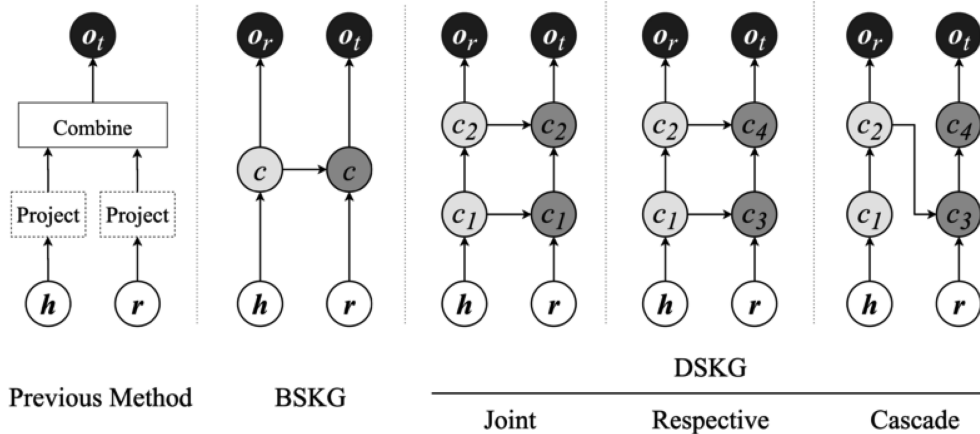 o_t
Combine
Project Project
h r
Previous Method
o_r o_t
c c
h r
BSKG
o_r o_t
c_2 c_2
c_1 c_1
h r
Joint
o_r o_t
c_2 c_4
c_1 c_3
h r
Respective
o_r o_t
c_2 c_4
c_1 c_3
h r
Cascade
DSKG